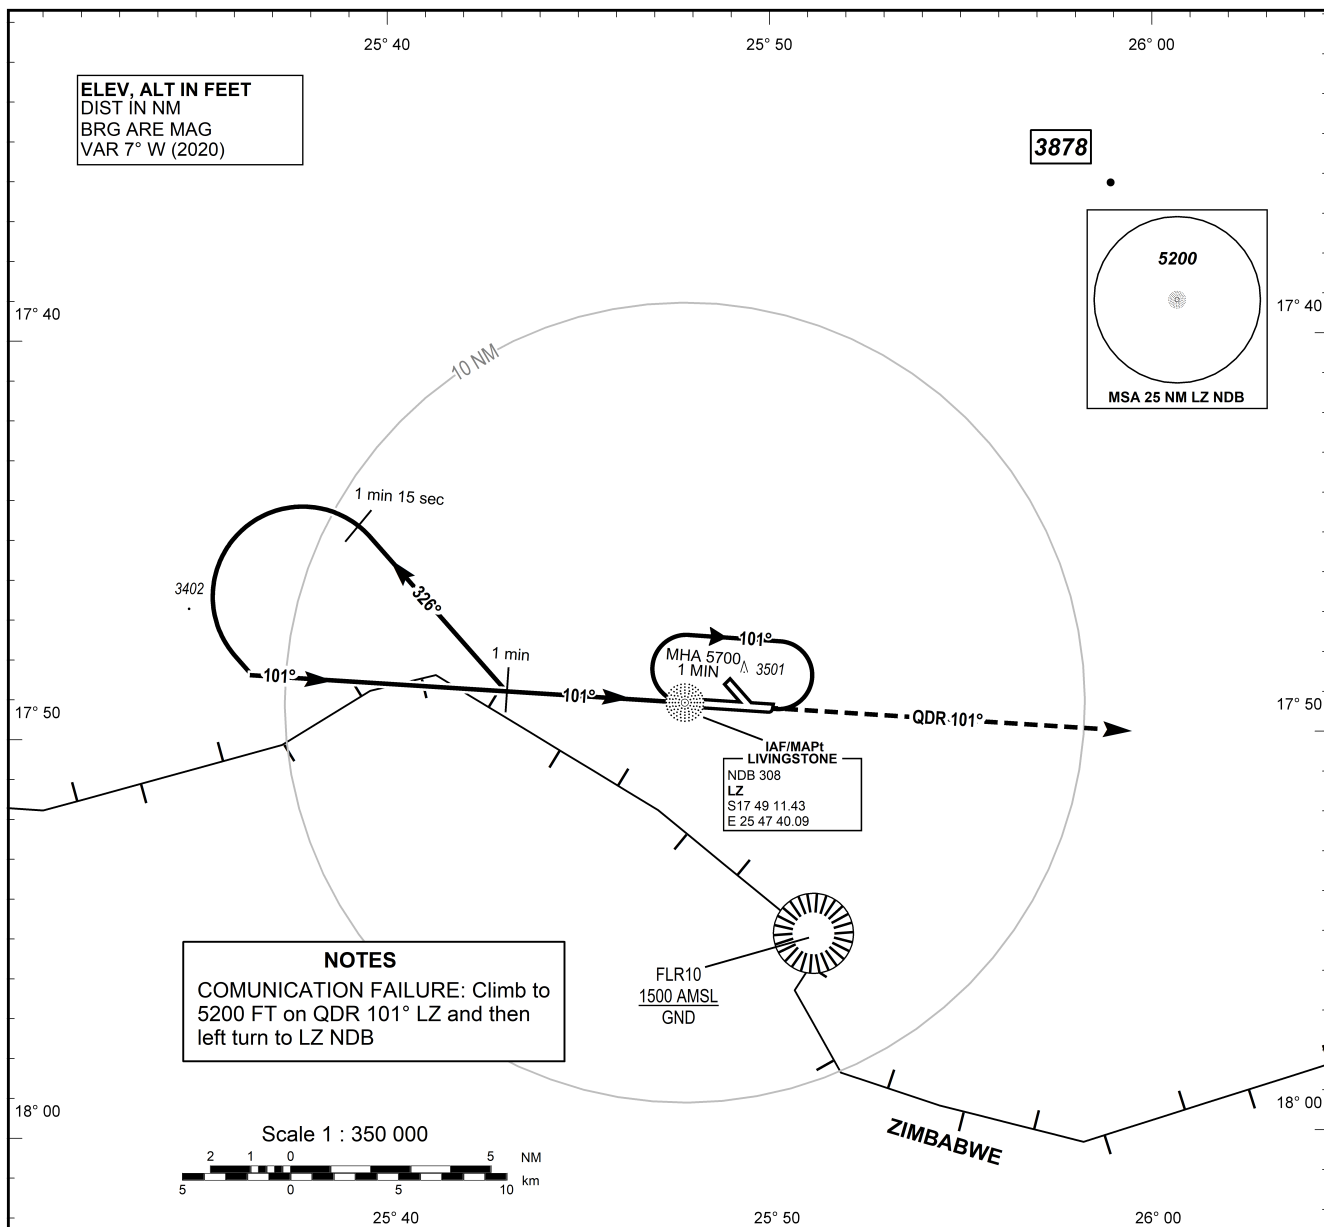 25° 40
25° 50
26° 00
ELEV, ALT IN FEET
DIST IN NM
BRG ARE MAG
VAR 7° W (2020)
3878
5200
MSA 25 NM LZ NDB
17° 40
17° 40
10 NM
1 min 15 sec
3402
326°
1 min
101°
101°
101°
MHA 5700
1 MIN
3501
17° 50
17° 50
QDR 101°
IAF/MAPt
LIVINGSTONE
NDB 308
LZ
S17 49 11.43
E 25 47 40.09
NOTES
COMUNICATION FAILURE: Climb to
5200 FT on QDR 101° LZ and then
left turn to LZ NDB
FLR10
1500 AMSL
GND
18° 00
18° 00
ZIMBABWE
Scale 1 : 350 000
2 1 0 5 NM
5 0 5 10 km
25° 40
25° 50
26° 00